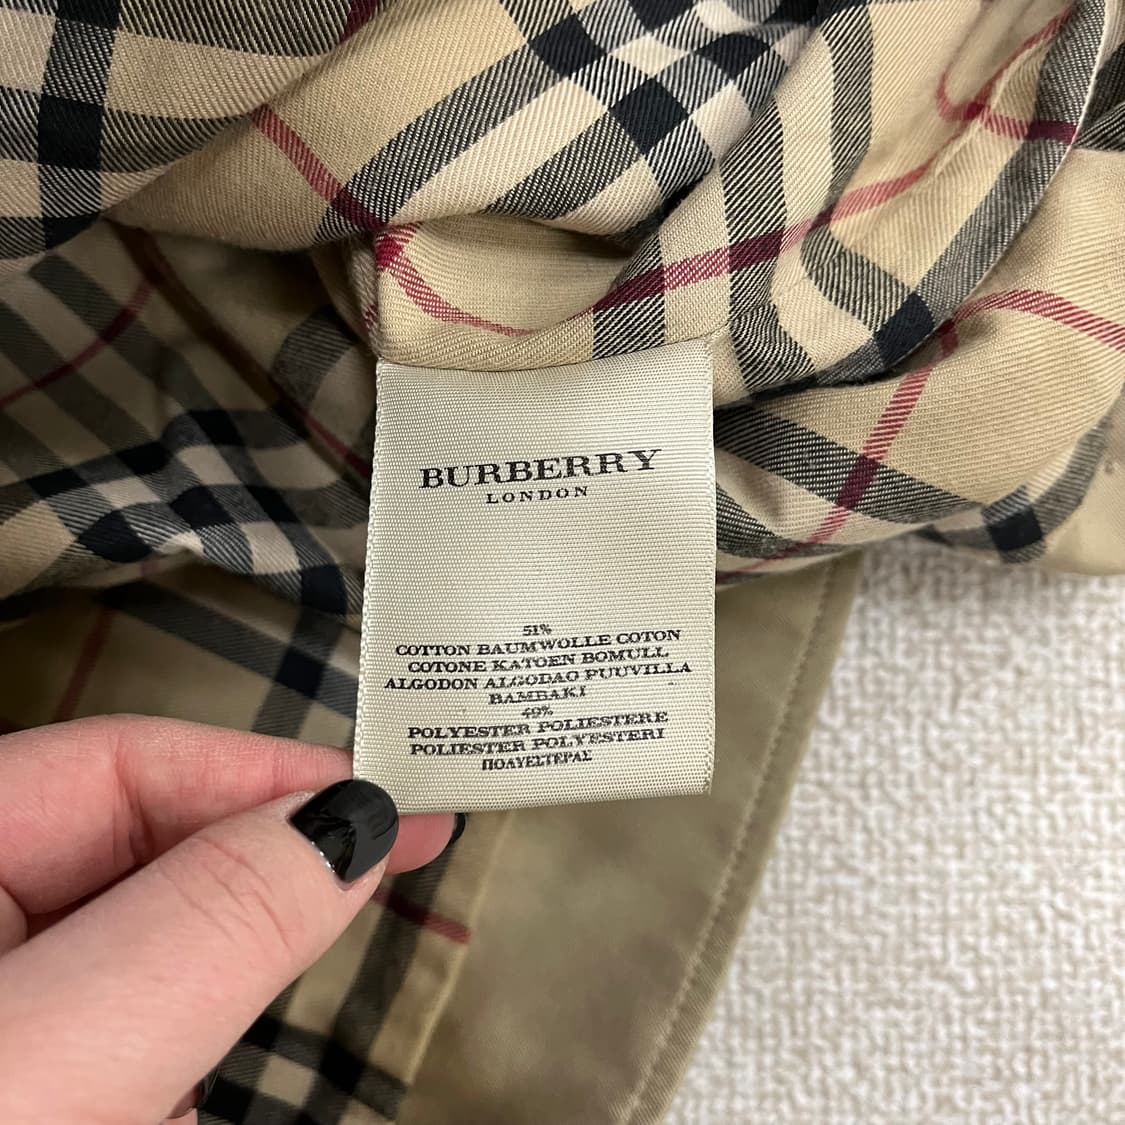 BURBERRY
LONDON
51%
COTTON BAUMWOLLE COTON
COTONE KATOEN BOMULL
ALGODON ALGODAO PUUVILLA
BAMBAKI
49%
POLYESTER POLIESTERE
POLIESTER POLYESTERI
ΠΟΛΥΕΣΤΕΡΑΣ